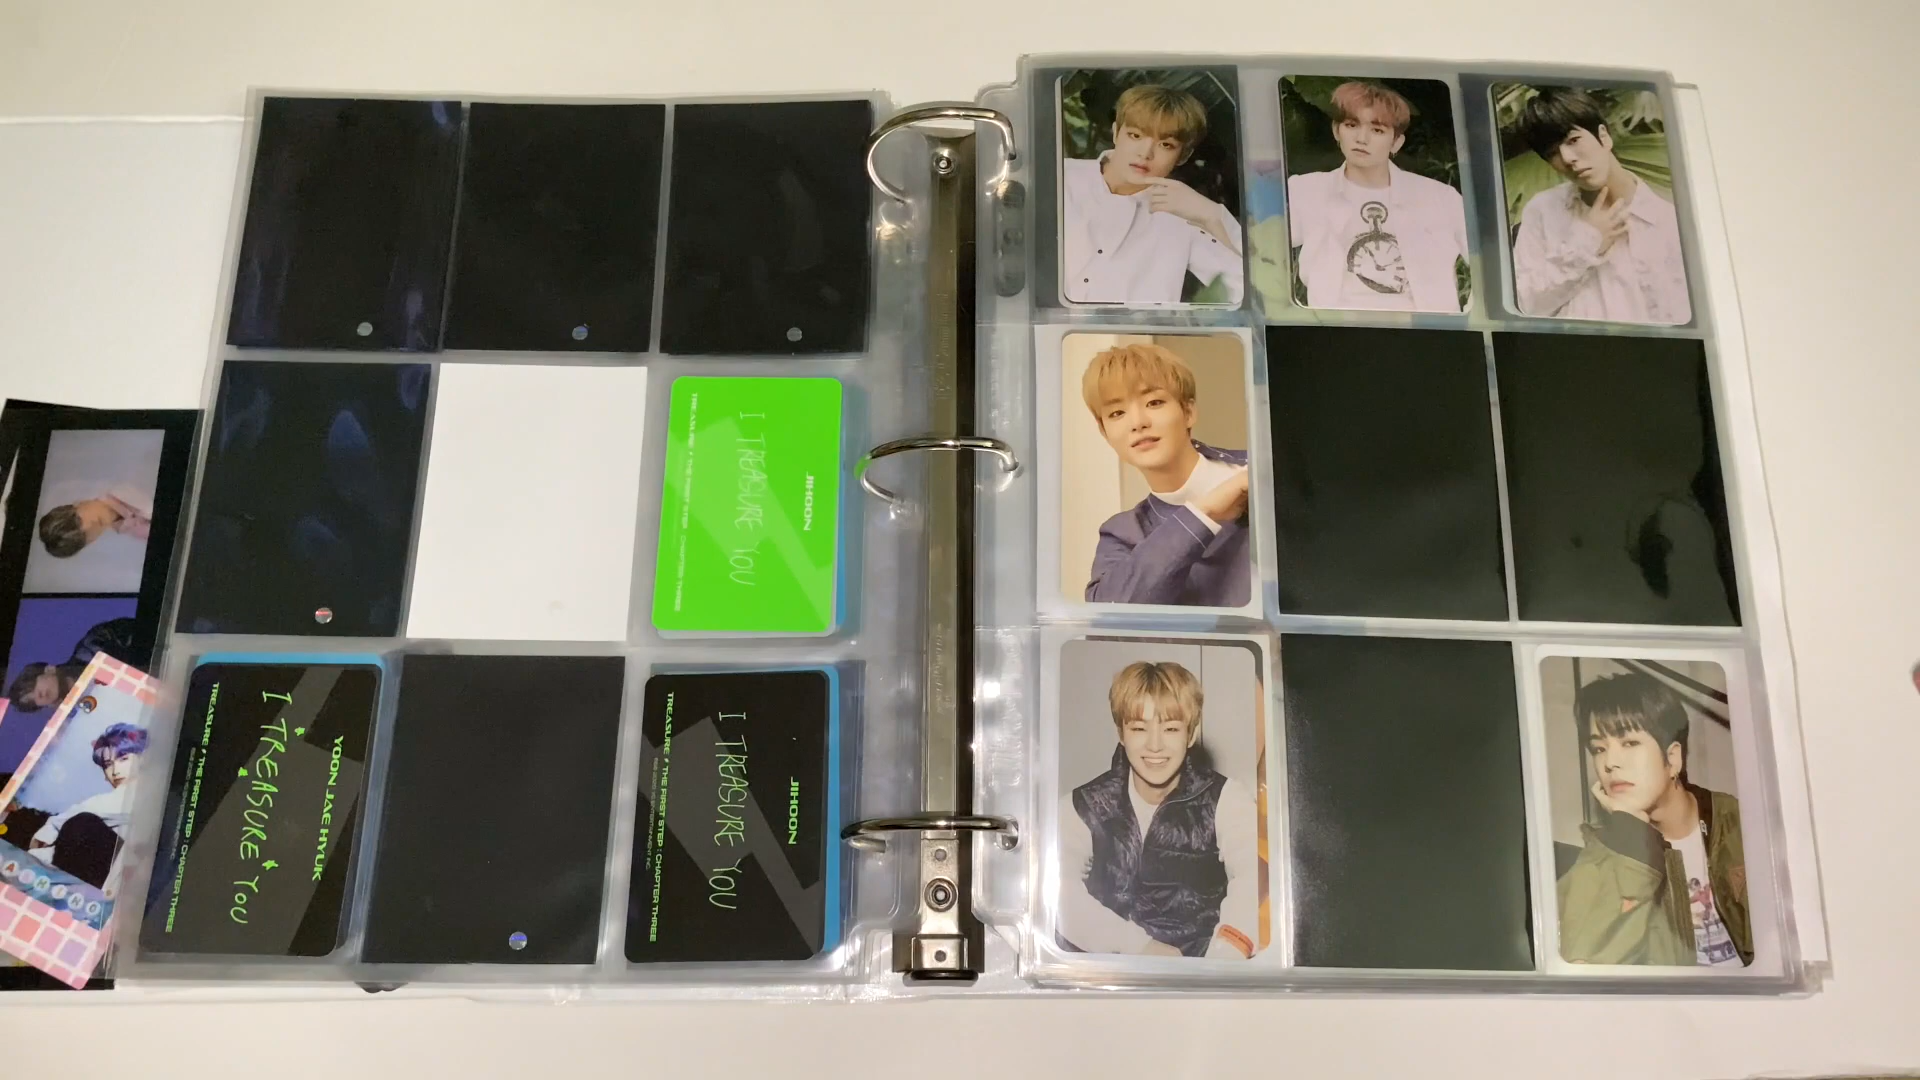 JIHOON
I TREASURE YOU
TREASURE THE FIRST STEP : CHAPTER THREE
YOON JAE HYUK
I TREASURE YOU
TREASURE THE FIRST STEP : CHAPTER THREE
JIHOON
I TREASURE YOU
TREASURE THE FIRST STEP : CHAPTER THREE